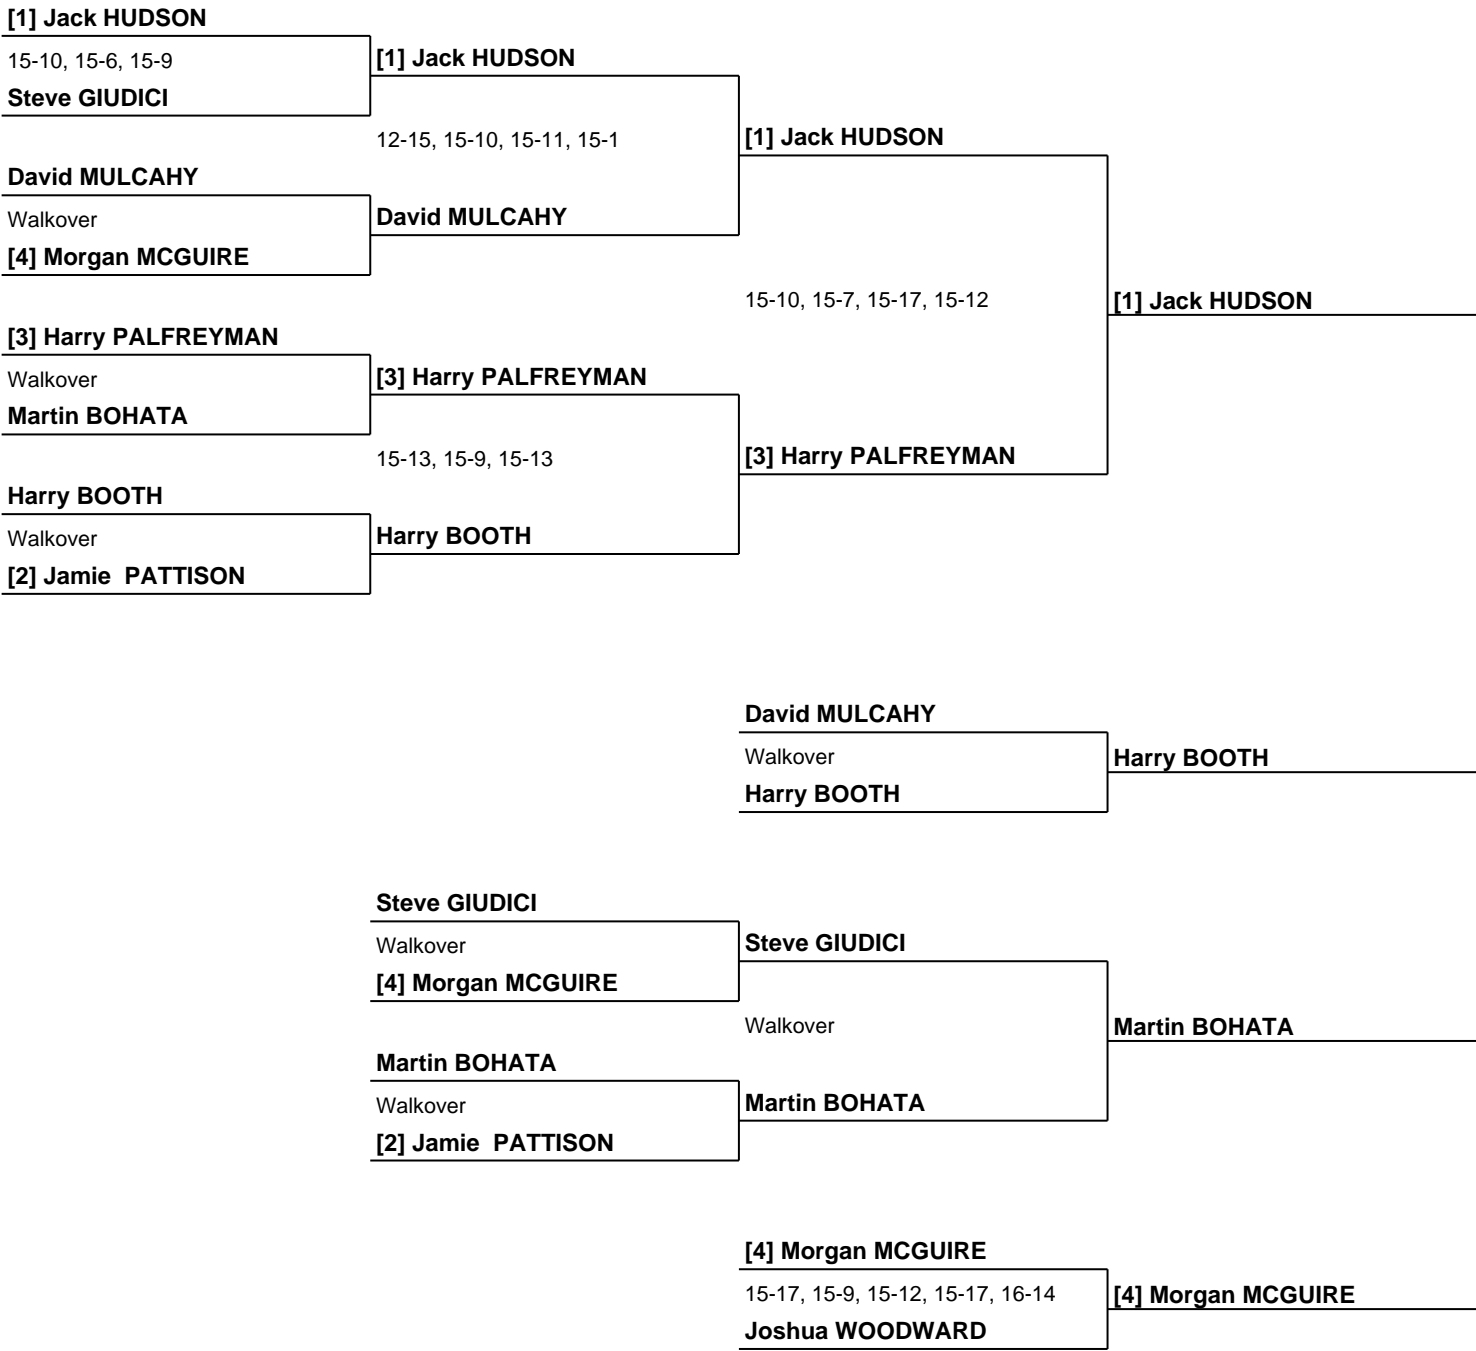 [1] Jack HUDSON
15-10, 15-6, 15-9
Steve GIUDICI
[1] Jack HUDSON
12-15, 15-10, 15-11, 15-1
[1] Jack HUDSON
David MULCAHY
Walkover
[4] Morgan MCGUIRE
David MULCAHY
15-10, 15-7, 15-17, 15-12
[1] Jack HUDSON
[3] Harry PALFREYMAN
Walkover
Martin BOHATA
[3] Harry PALFREYMAN
15-13, 15-9, 15-13
[3] Harry PALFREYMAN
Harry BOOTH
Walkover
[2] Jamie  PATTISON
Harry BOOTH
David MULCAHY
Walkover
Harry BOOTH
Harry BOOTH
Steve GIUDICI
Walkover
[4] Morgan MCGUIRE
Steve GIUDICI
Walkover
Martin BOHATA
Martin BOHATA
Walkover
[2] Jamie  PATTISON
Martin BOHATA
[4] Morgan MCGUIRE
15-17, 15-9, 15-12, 15-17, 16-14
Joshua WOODWARD
[4] Morgan MCGUIRE